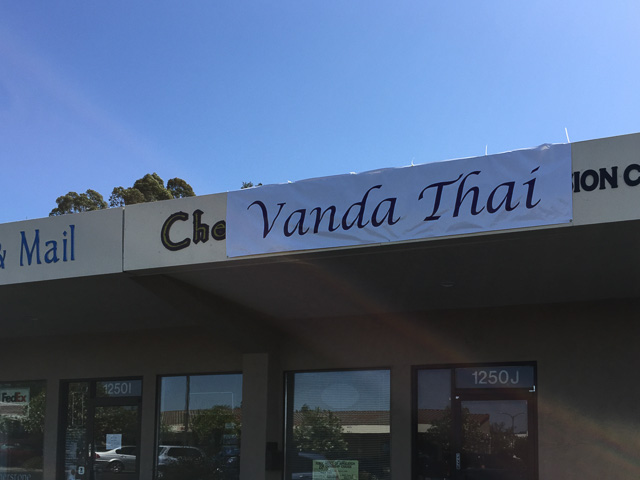 & Mail
Che
Vanda Thai
ION C
1250I
1250J
FedEx